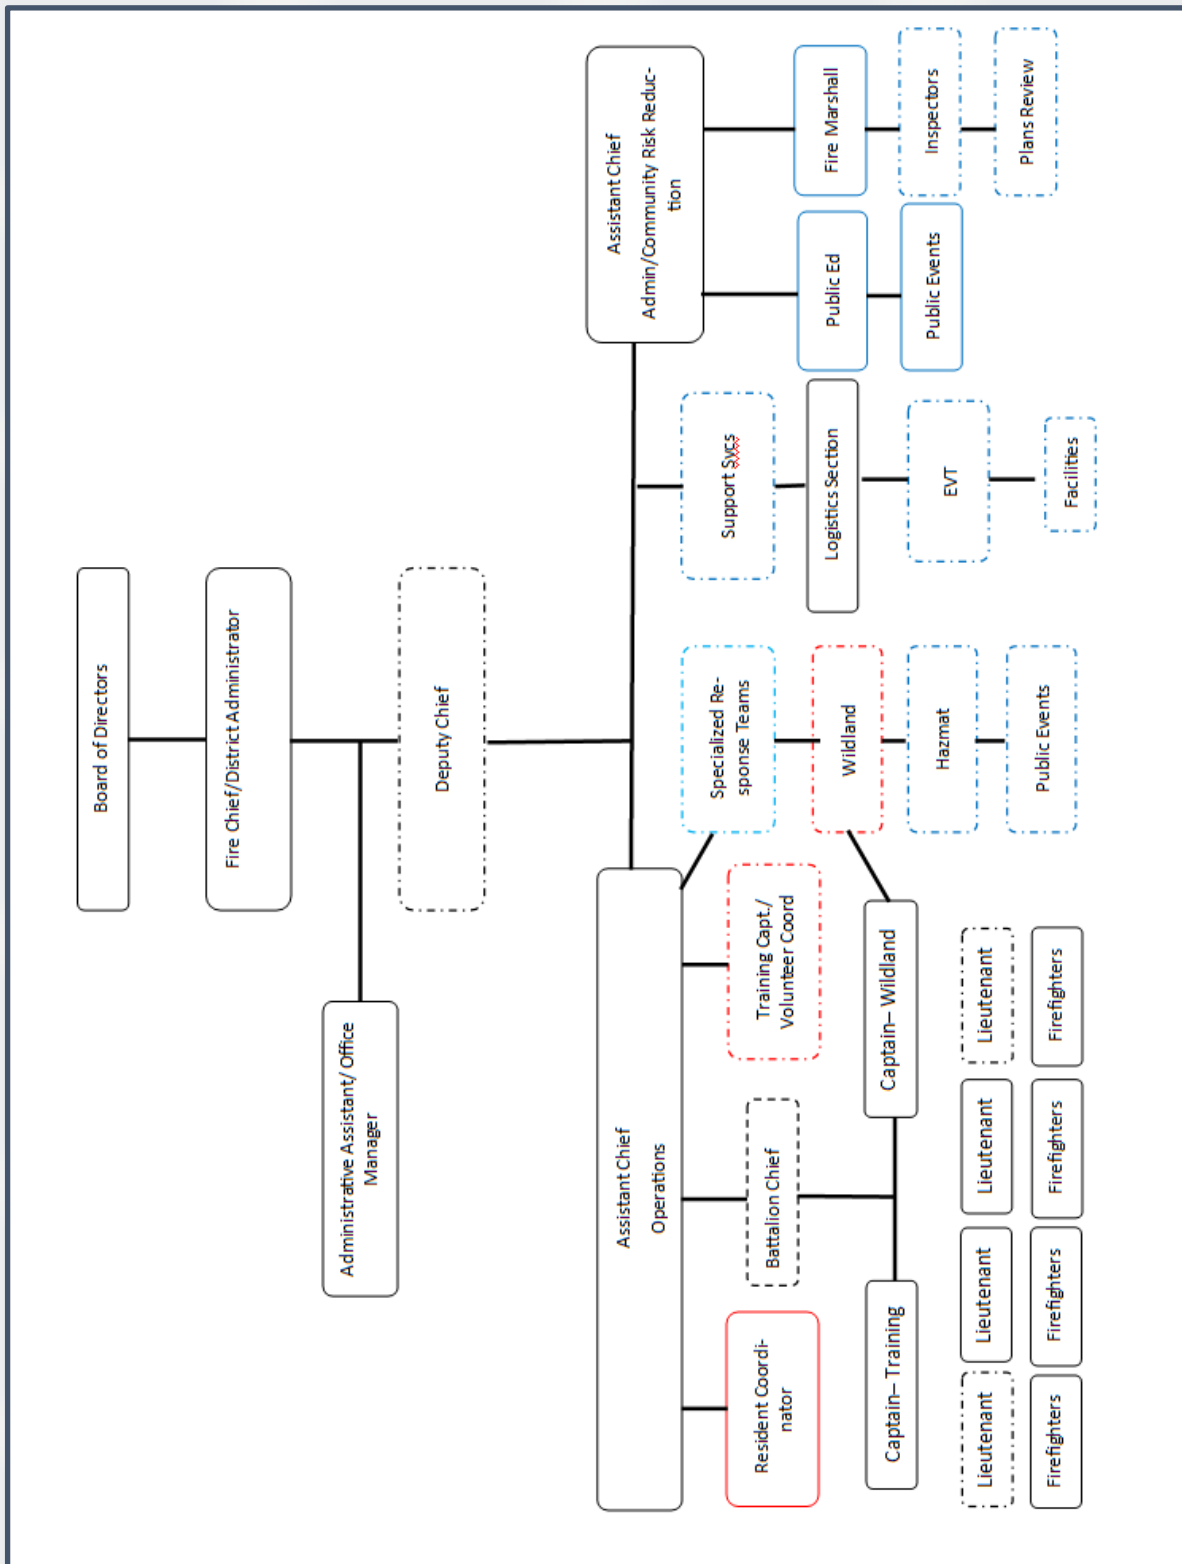 Board of Directors
Fire Chief/District Administrator
Administrative Assistant/ Office
Manager
Deputy Chief
Assistant Chief
Operations
Assistant Chief
Admin/Community Risk Reduc-
tion
Resident Coordi-
nator
Battalion Chief
Training Capt./
Volunteer Coord
Specialized Re-
sponse Teams
Support Svcs
Public Ed
Fire Marshall
Captain– Training
Captain– Wildland
Wildland
Logistics Section
Public Events
Inspectors
Hazmat
EVT
Plans Review
Lieutenant
Lieutenant
Lieutenant
Lieutenant
Public Events
Facilities
Firefighters
Firefighters
Firefighters
Firefighters